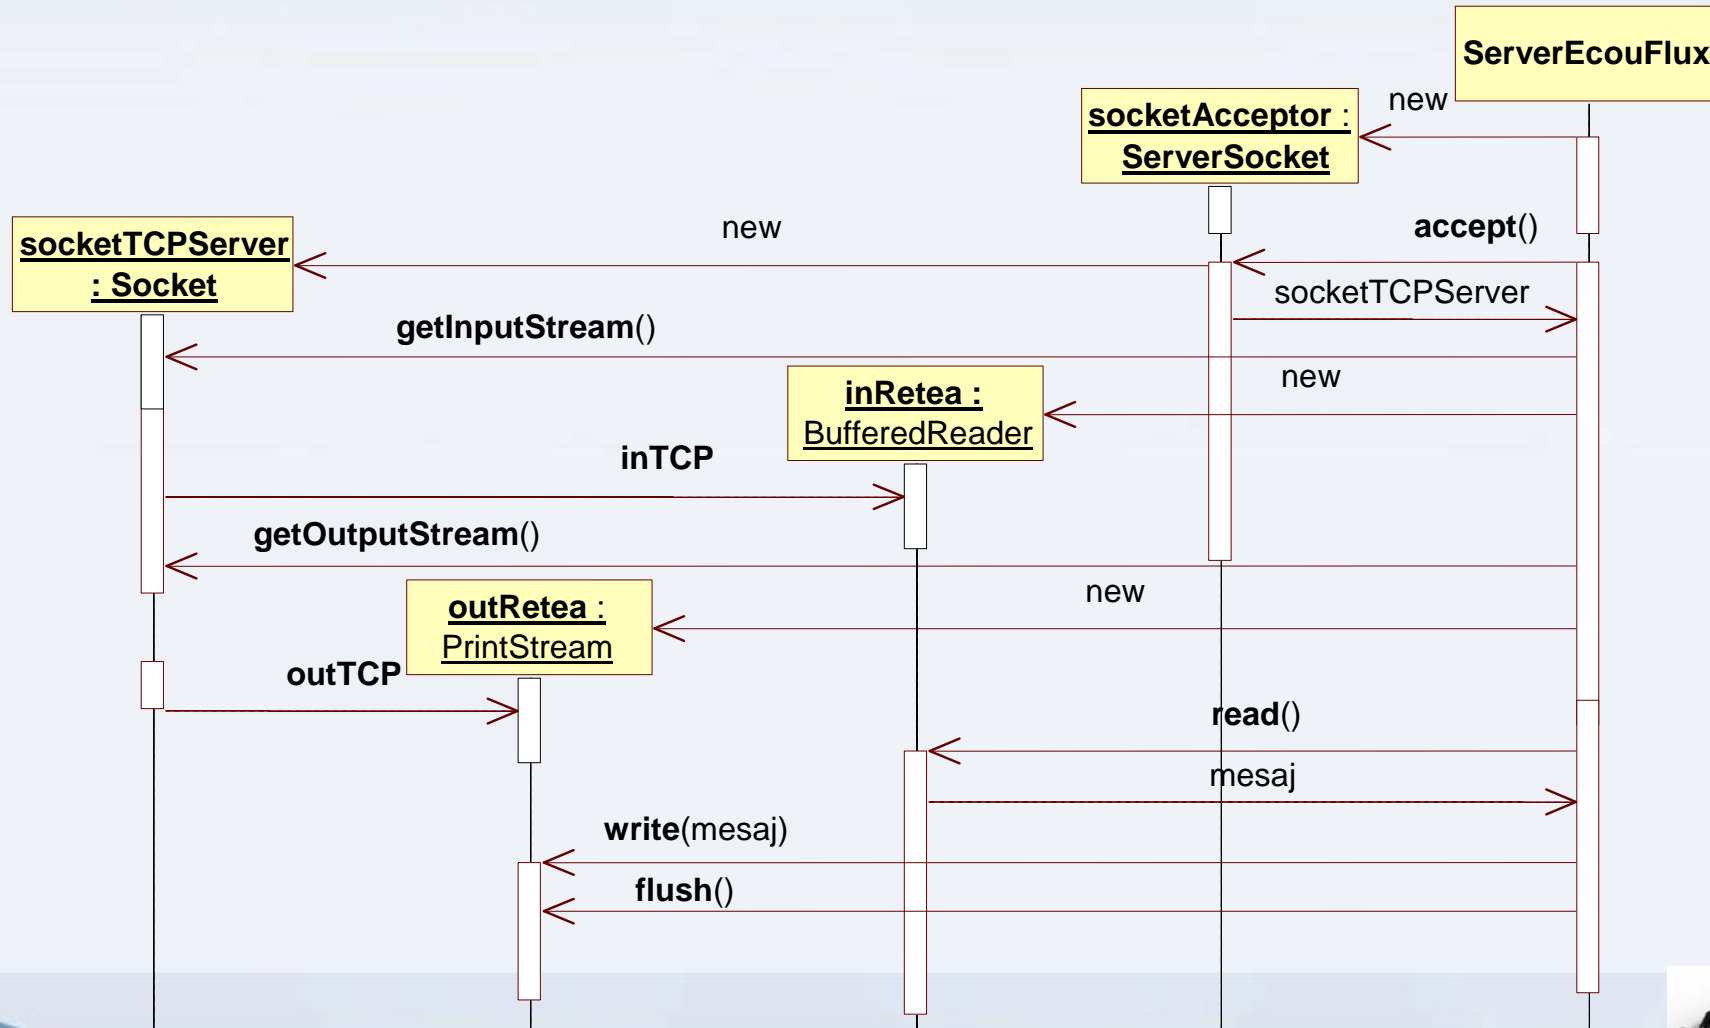 ServerEcouFlux
new
socketAcceptor :
ServerSocket
new
accept()
socketTCPServer
: Socket
socketTCPServer
getInputStream()
new
inRetea :
BufferedReader
inTCP
getOutputStream()
new
outRetea :
PrintStream
outTCP
read()
mesaj
write(mesaj)
flush()